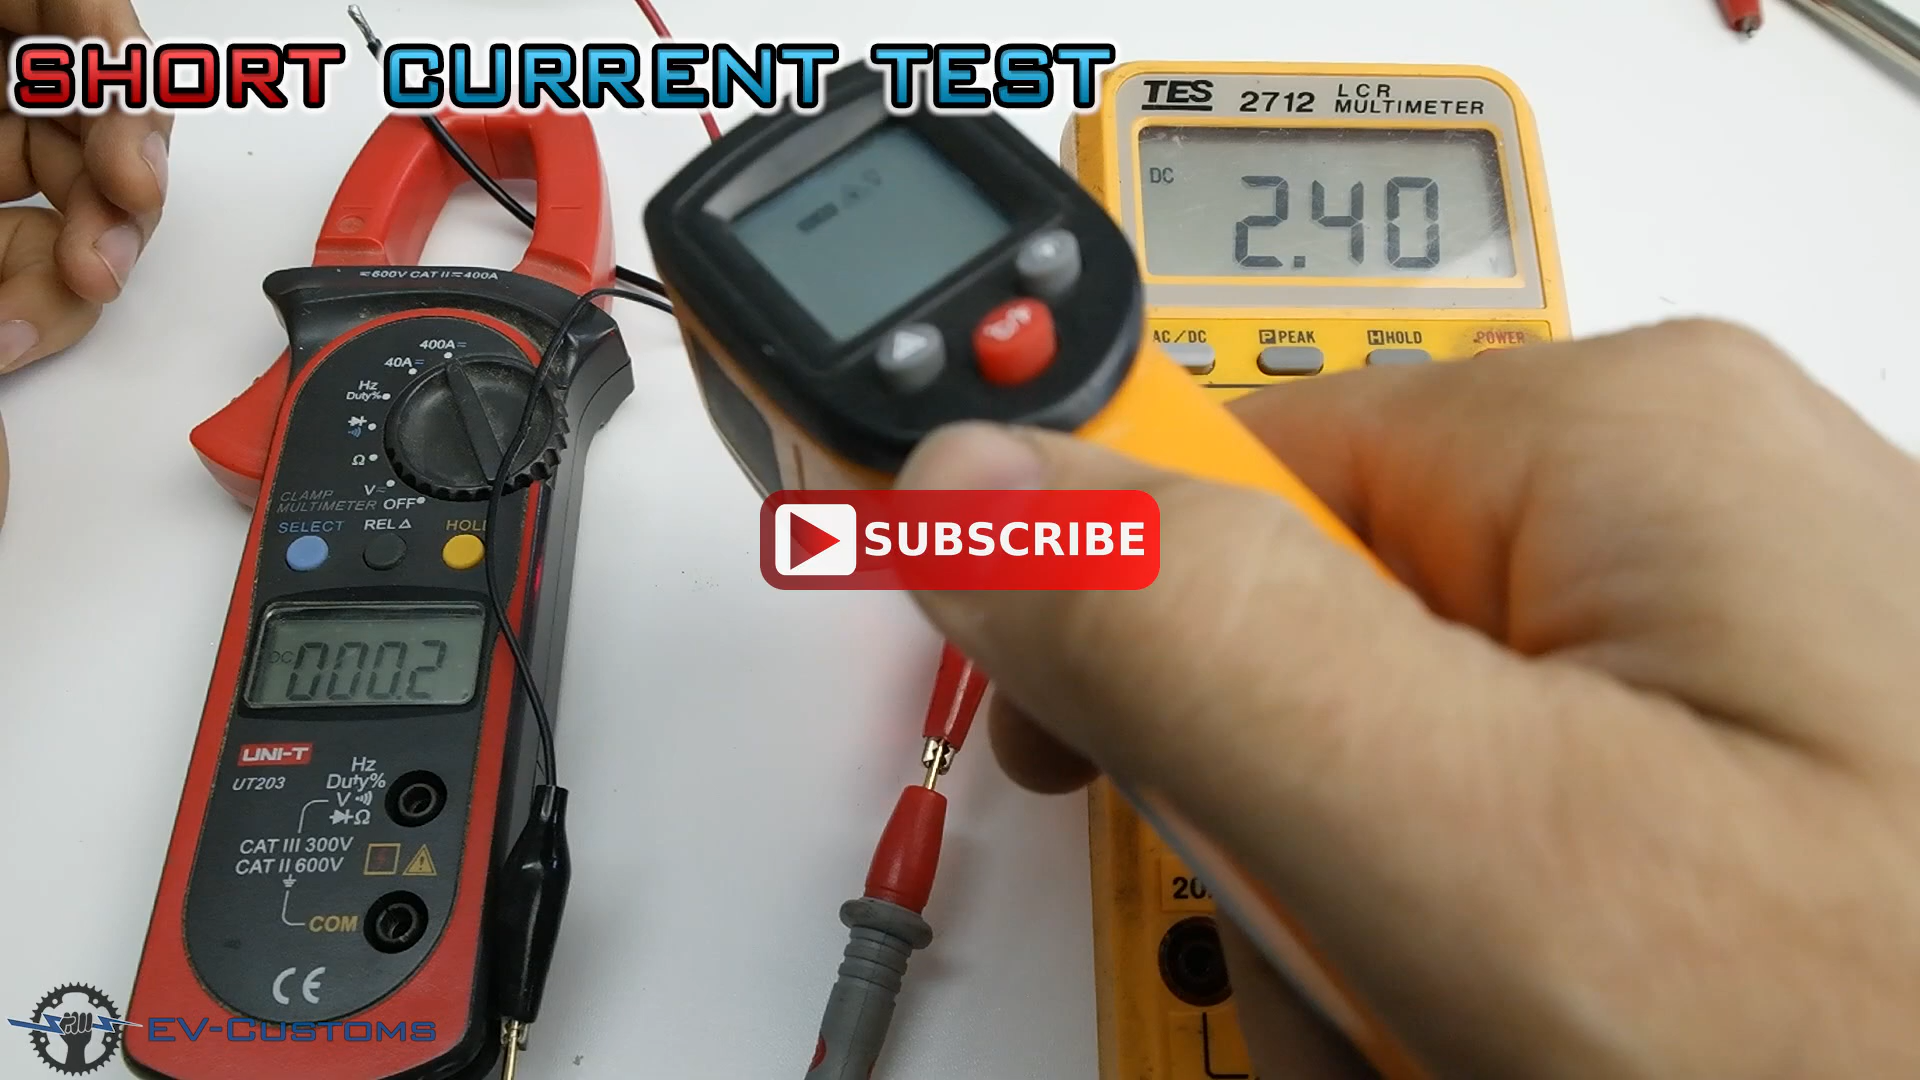 SHORT CURRENT TEST
TES 2712 LCR
MULTIMETER
DC
2.40
AC/DC
P PEAK
H HOLD
POWER
≂600V CAT II ≂400A
400A
40A
Hz
Duty%
Ω
V
OFF
CLAMP
MULTIMETER
SELECT
REL△
HOLD
SUBSCRIBE
DC
000.2
UNI-T
UT203
Hz
Duty%
V
Ω
CAT III 300V
CAT II 600V
COM
CE
20
EV-CUSTOMS